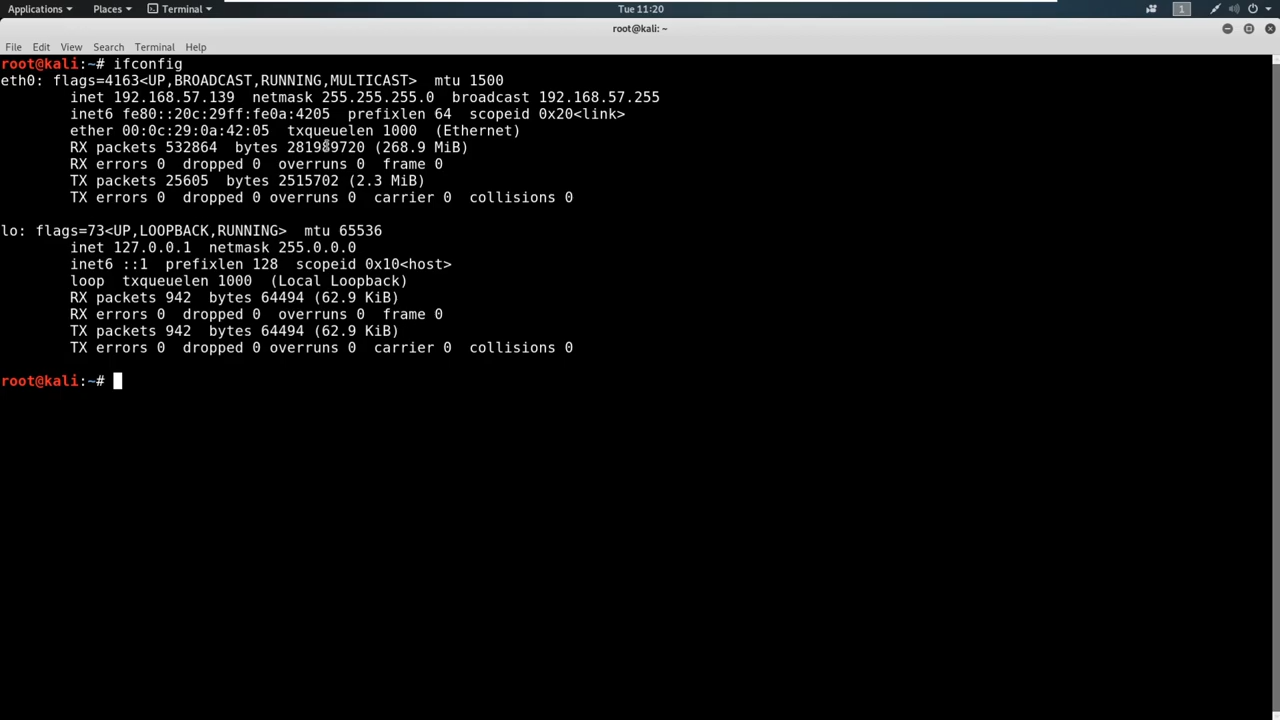 Applications Places Terminal Tue 11:20 1
root@kali: ~
File Edit View Search Terminal Help
root@kali:~# ifconfig
eth0: flags=4163<UP,BROADCAST,RUNNING,MULTICAST>  mtu 1500
        inet 192.168.57.139  netmask 255.255.255.0  broadcast 192.168.57.255
        inet6 fe80::20c:29ff:fe0a:4205  prefixlen 64  scopeid 0x20<link>
        ether 00:0c:29:0a:42:05  txqueuelen 1000  (Ethernet)
        RX packets 532864  bytes 281989720 (268.9 MiB)
        RX errors 0  dropped 0  overruns 0  frame 0
        TX packets 25605  bytes 2515702 (2.3 MiB)
        TX errors 0  dropped 0 overruns 0  carrier 0  collisions 0
lo: flags=73<UP,LOOPBACK,RUNNING>  mtu 65536
        inet 127.0.0.1  netmask 255.0.0.0
        inet6 ::1  prefixlen 128  scopeid 0x10<host>
        loop  txqueuelen 1000  (Local Loopback)
        RX packets 942  bytes 64494 (62.9 KiB)
        RX errors 0  dropped 0  overruns 0  frame 0
        TX packets 942  bytes 64494 (62.9 KiB)
        TX errors 0  dropped 0 overruns 0  carrier 0  collisions 0
root@kali:~#